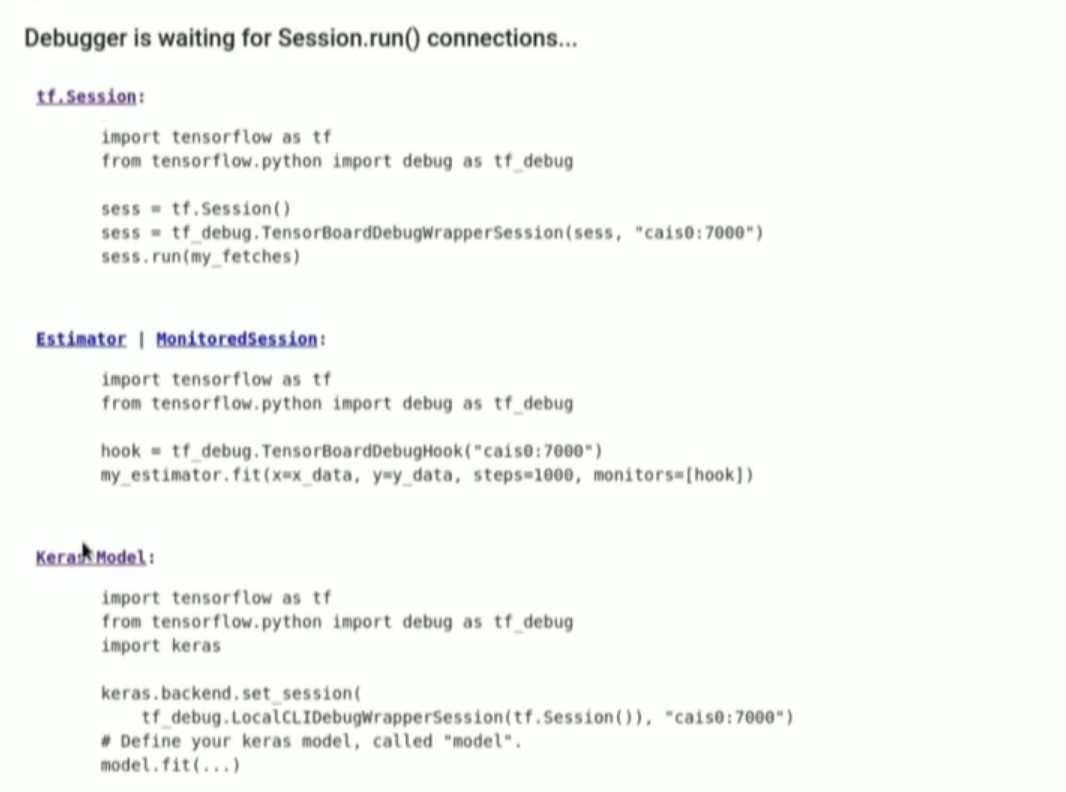 Debugger is waiting for Session.run() connections...
tf.Session:
import tensorflow as tf
from tensorflow.python import debug as tf_debug
sess = tf.Session()
sess = tf_debug.TensorBoardDebugWrapperSession(sess, "cais0:7000")
sess.run(my_fetches)
Estimator | MonitoredSession:
import tensorflow as tf
from tensorflow.python import debug as tf_debug
hook = tf_debug.TensorBoardDebugHook("cais0:7000")
my_estimator.fit(x=x_data, y=y_data, steps=1000, monitors=[hook])
Keras Model:
import tensorflow as tf
from tensorflow.python import debug as tf_debug
import keras
keras.backend.set_session(
tf_debug.LocalCLIDebugWrapperSession(tf.Session()), "cais0:7000")
# Define your keras model, called "model".
model.fit(...)